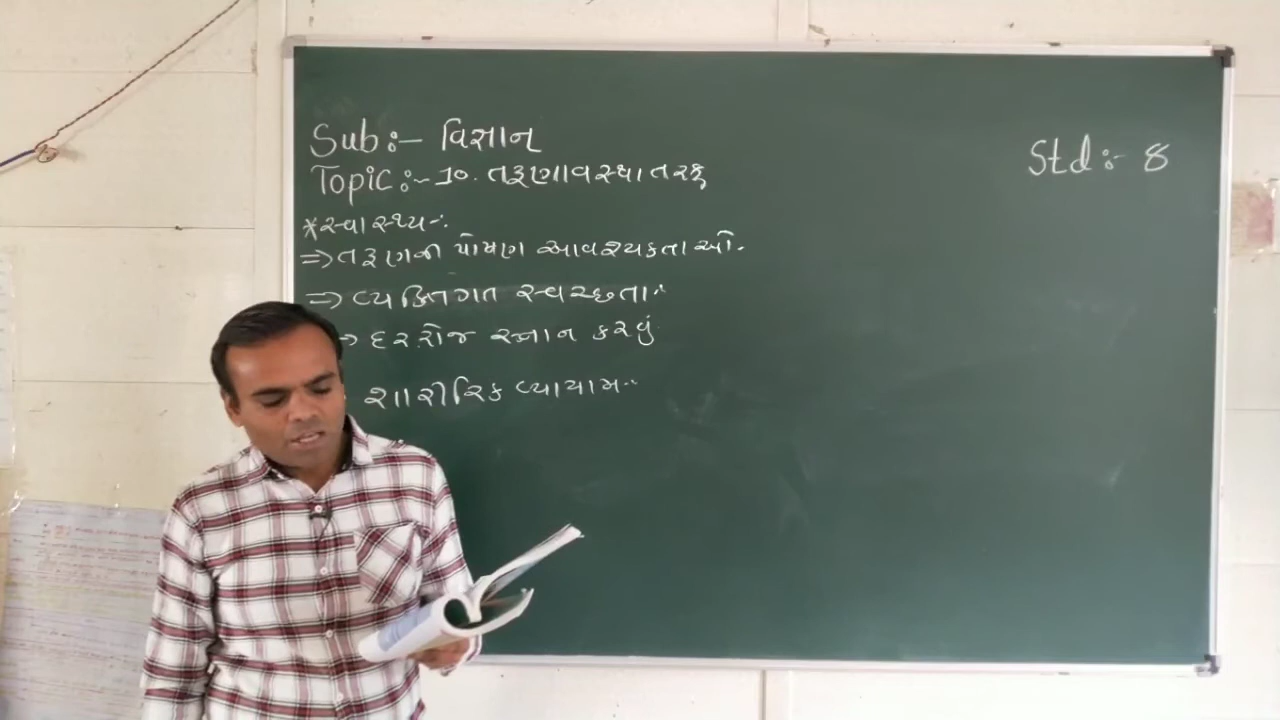 Sub:- વિજ્ઞાન
Topic:- 10. તરુણાવસ્થા તરફ
Std:- 8
*સ્વાસ્થ્ય-:
⇒ તરુણની પોષણ આવશ્યકતાઓ.
⇒ વ્યક્તિગત સ્વચ્છતા:-
→ દરરોજ સ્નાન કરવું.
શારીરિક વ્યાયામ:-